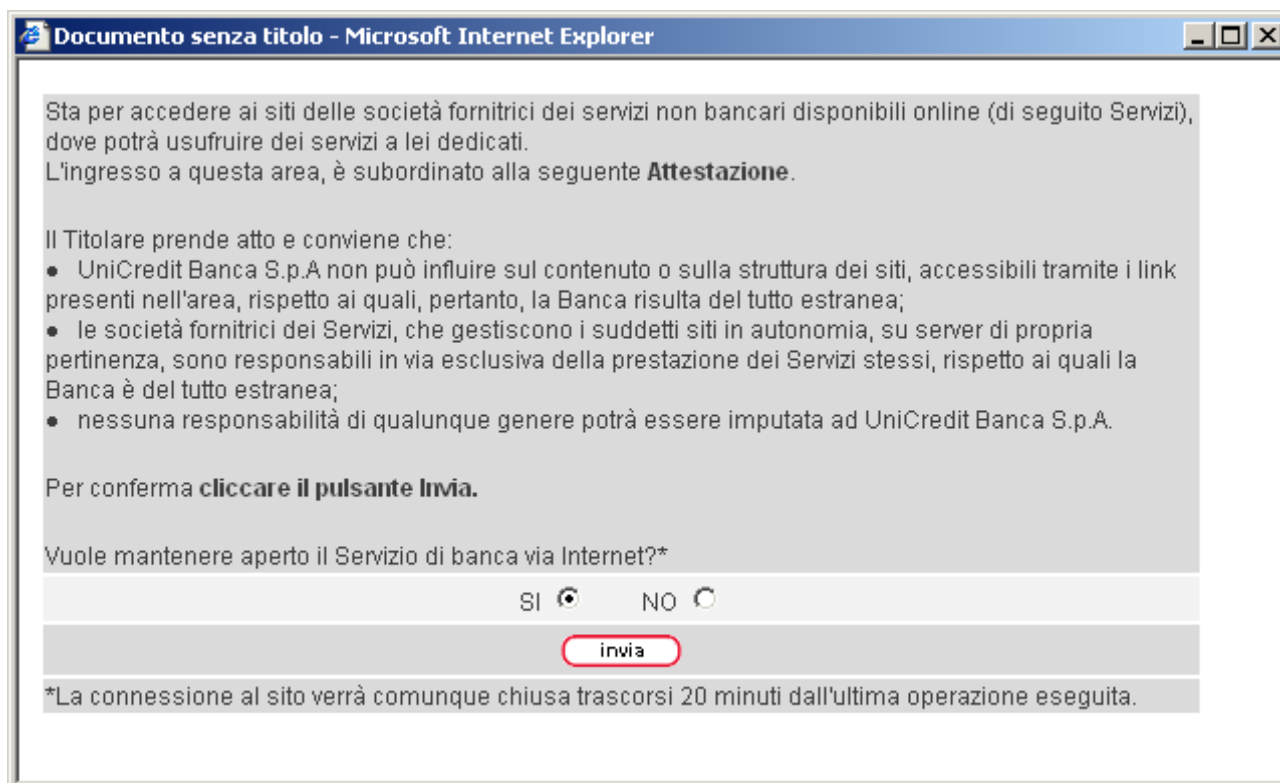 Documento senza titolo - Microsoft Internet Explorer
Sta per accedere ai siti delle società fornitrici dei servizi non bancari disponibili online (di seguito Servizi),
dove potrà usufruire dei servizi a lei dedicati.
L'ingresso a questa area, è subordinato alla seguente Attestazione.
Il Titolare prende atto e conviene che:
● UniCredit Banca S.p.A non può influire sul contenuto o sulla struttura dei siti, accessibili tramite i link
presenti nell'area, rispetto ai quali, pertanto, la Banca risulta del tutto estranea;
● le società fornitrici dei Servizi, che gestiscono i suddetti siti in autonomia, su server di propria
pertinenza, sono responsabili in via esclusiva della prestazione dei Servizi stessi, rispetto ai quali la
Banca è del tutto estranea;
● nessuna responsabilità di qualunque genere potrà essere imputata ad UniCredit Banca S.p.A.
Per conferma cliccare il pulsante Invia.
Vuole mantenere aperto il Servizio di banca via Internet?*
SI NO
invia
*La connessione al sito verrà comunque chiusa trascorsi 20 minuti dall'ultima operazione eseguita.